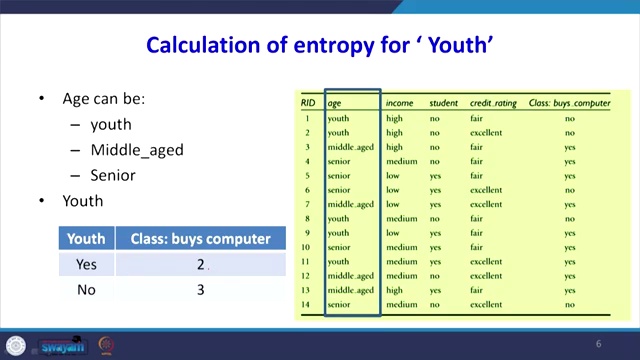 Calculation of entropy for ‘ Youth’
• Age can be:
– youth
– Middle_aged
– Senior
• Youth
Youth Class: buys computer
Yes 2
No 3
RID age income student credit_rating Class: buys_computer
1 youth high no fair no
2 youth high no excellent no
3 middle_aged high no fair yes
4 senior medium no fair yes
5 senior low yes fair yes
6 senior low yes excellent no
7 middle_aged low yes excellent yes
8 youth medium no fair no
9 youth low yes fair yes
10 senior medium yes fair yes
11 youth medium yes excellent yes
12 middle_aged medium no excellent yes
13 middle_aged high yes fair yes
14 senior medium no excellent no
swayam
6